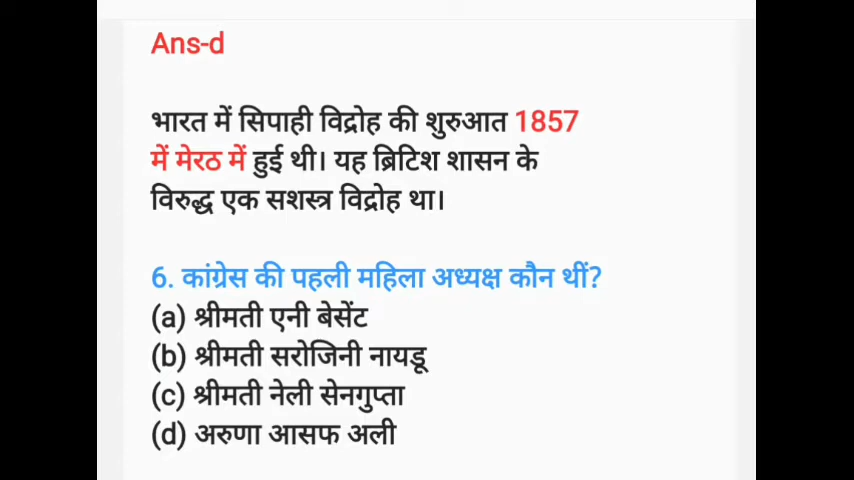 Ans-d
भारत में सिपाही विद्रोह की शुरुआत 1857
में मेरठ में हुई थी। यह ब्रिटिश शासन के
विरुद्ध एक सशस्त्र विद्रोह था।
6. कांग्रेस की पहली महिला अध्यक्ष कौन थीं?
(a) श्रीमती एनी बेसेंट
(b) श्रीमती सरोजिनी नायडू
(c) श्रीमती नेली सेनगुप्ता
(d) अरुणा आसफ अली